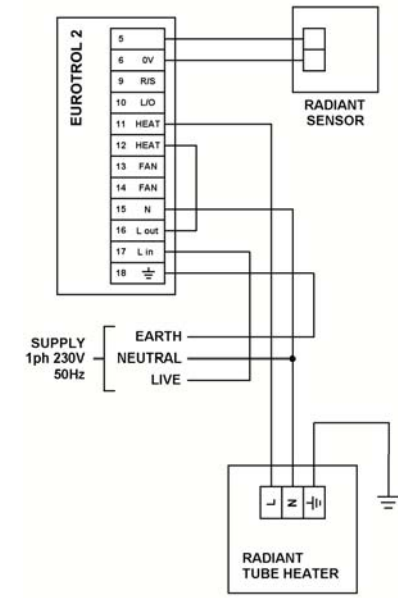 EUROTROL 2
5
6 0V
9 R/S
10 L/O
11 HEAT
12 HEAT
13 FAN
14 FAN
15 N
16 L out
17 L in
18
RADIANT
SENSOR
SUPPLY
1ph 230V
50Hz
EARTH
NEUTRAL
LIVE
L N
RADIANT
TUBE HEATER